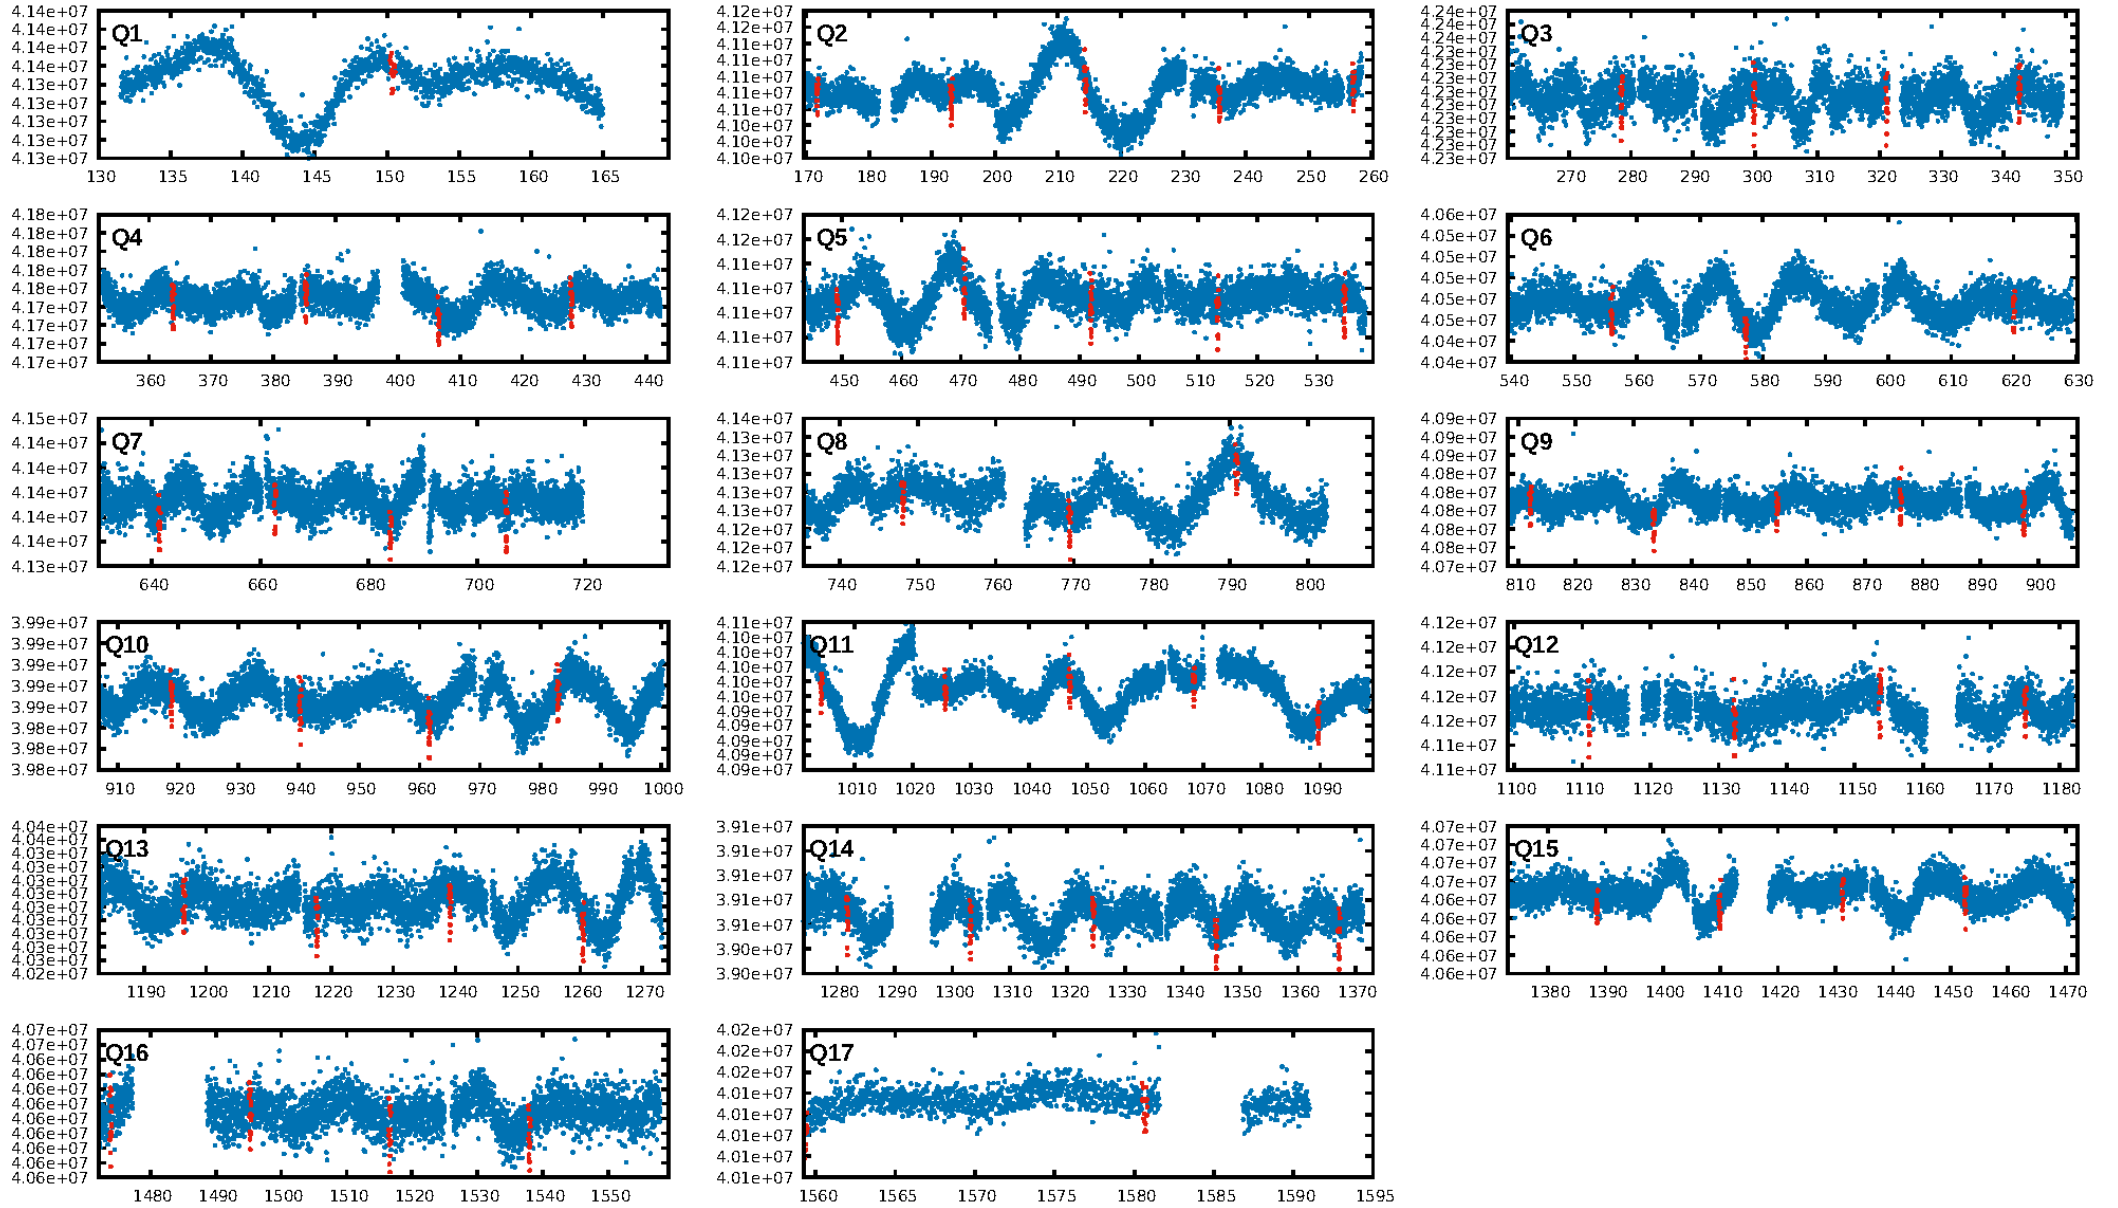 4.14e+07
4.14e+07
4.14e+07
4.14e+07
4.13e+07
4.13e+07
4.13e+07
4.13e+07
4.13e+07
Q1
130 135 140 145 150 155 160 165
4.12e+07
4.11e+07
4.11e+07
4.11e+07
4.11e+07
4.11e+07
4.11e+07
4.10e+07
4.10e+07
4.10e+07
Q2
170 180 190 200 210 220 230 240 250 260
4.24e+07
4.24e+07
4.24e+07
4.23e+07
4.23e+07
4.23e+07
4.23e+07
4.23e+07
4.23e+07
4.23e+07
4.23e+07
4.23e+07
Q3
270 280 290 300 310 320 330 340 350
4.18e+07
4.18e+07
4.18e+07
4.18e+07
4.18e+07
4.17e+07
4.17e+07
4.17e+07
4.17e+07
Q4
360 370 380 390 400 410 420 430 440
4.12e+07
4.12e+07
4.11e+07
4.11e+07
4.11e+07
4.11e+07
4.11e+07
Q5
450 460 470 480 490 500 510 520 530
4.06e+07
4.05e+07
4.05e+07
4.05e+07
4.05e+07
4.05e+07
4.04e+07
4.04e+07
Q6
540 550 560 570 580 590 600 610 620 630
4.15e+07
4.14e+07
4.14e+07
4.14e+07
4.14e+07
4.14e+07
4.13e+07
Q7
640 660 680 700 720
4.14e+07
4.13e+07
4.13e+07
4.13e+07
4.13e+07
4.13e+07
4.12e+07
4.12e+07
4.12e+07
Q8
740 750 760 770 780 790 800
4.09e+07
4.09e+07
4.09e+07
4.08e+07
4.08e+07
4.08e+07
4.08e+07
4.08e+07
4.07e+07
Q9
810 820 830 840 850 860 870 880 890 900
3.99e+07
3.99e+07
3.99e+07
3.99e+07
3.99e+07
3.98e+07
3.98e+07
3.98e+07
Q10
910 920 930 940 950 960 970 980 990 1000
4.11e+07
4.10e+07
4.10e+07
4.10e+07
4.10e+07
4.10e+07
4.09e+07
4.09e+07
4.09e+07
4.09e+07
4.09e+07
Q11
1010 1020 1030 1040 1050 1060 1070 1080 1090
4.12e+07
4.12e+07
4.12e+07
4.12e+07
4.12e+07
4.11e+07
4.11e+07
Q12
1100 1110 1120 1130 1140 1150 1160 1170 1180
4.04e+07
4.04e+07
4.03e+07
4.03e+07
4.03e+07
4.03e+07
4.03e+07
4.03e+07
4.03e+07
4.03e+07
4.03e+07
4.02e+07
Q13
1190 1200 1210 1220 1230 1240 1250 1260 1270
3.91e+07
3.91e+07
3.91e+07
3.91e+07
3.91e+07
3.90e+07
3.90e+07
Q14
1280 1290 1300 1310 1320 1330 1340 1350 1360 1370
4.07e+07
4.07e+07
4.07e+07
4.07e+07
4.06e+07
4.06e+07
4.06e+07
4.06e+07
4.06e+07
Q15
1380 1390 1400 1410 1420 1430 1440 1450 1460 1470
4.07e+07
4.07e+07
4.06e+07
4.06e+07
4.06e+07
4.06e+07
4.06e+07
4.06e+07
4.06e+07
4.06e+07
4.06e+07
Q16
1480 1490 1500 1510 1520 1530 1540 1550
4.02e+07
4.02e+07
4.02e+07
4.01e+07
4.01e+07
4.01e+07
4.01e+07
4.01e+07
Q17
1560 1565 1570 1575 1580 1585 1590 1595